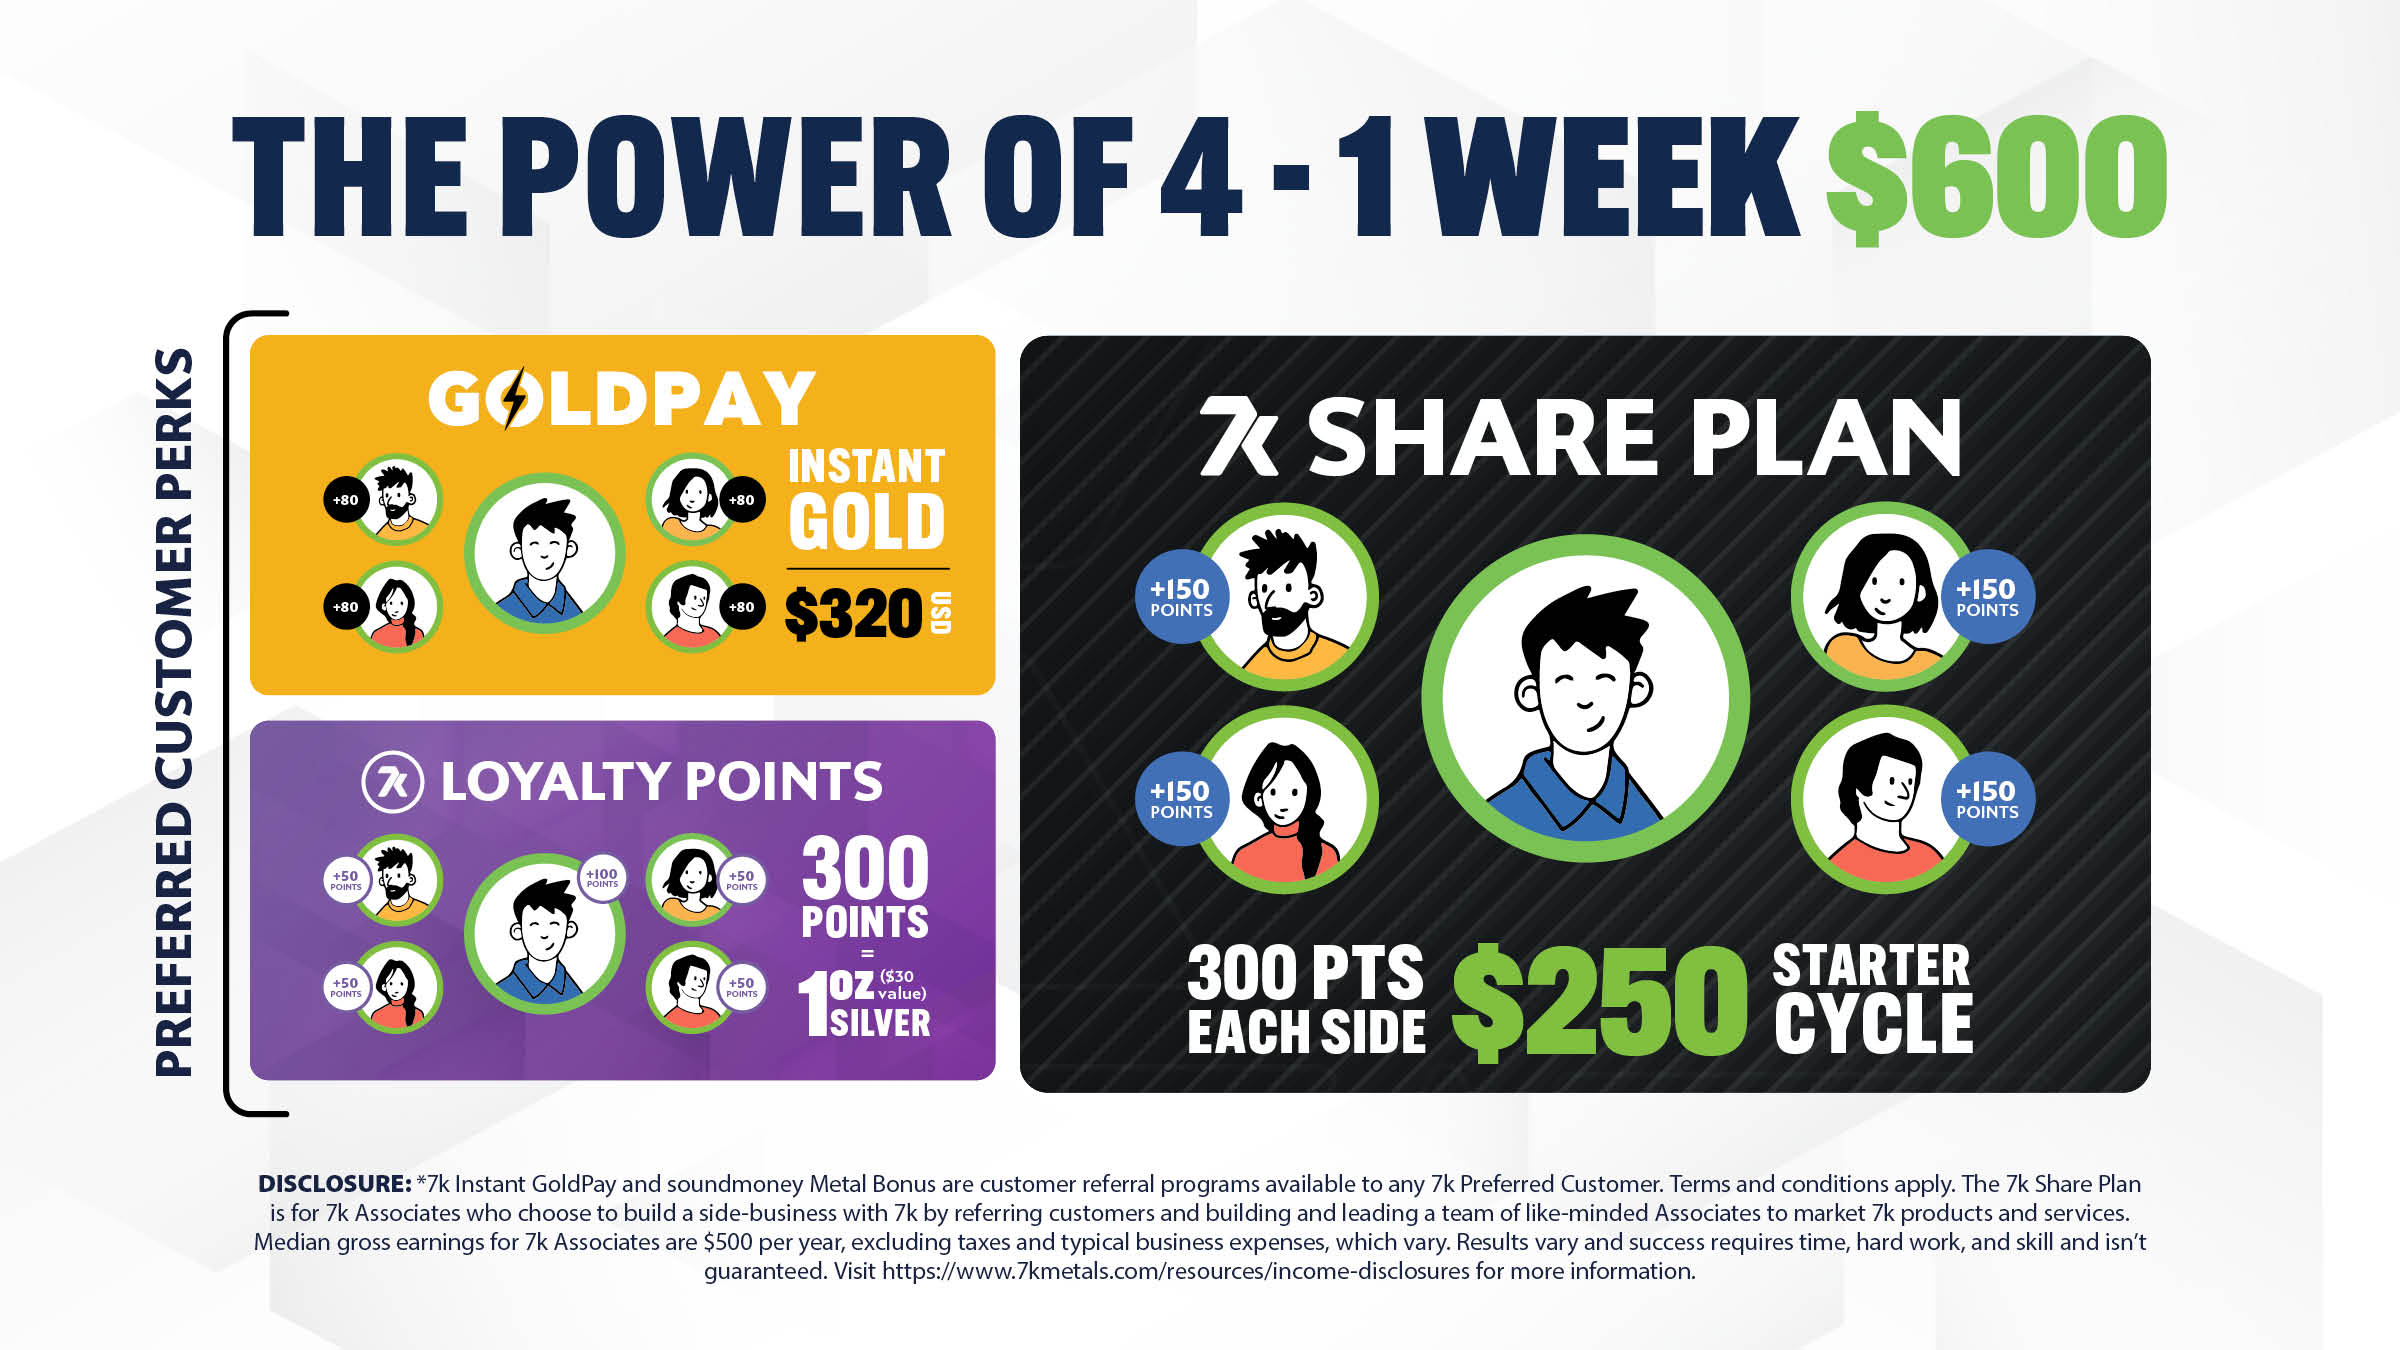 THE POWER OF 4 - 1 WEEK $600
PREFERRED CUSTOMER PERKS
GOLDPAY
+80
+80
+80
+80
INSTANT
GOLD
$320 USD
7k LOYALTY POINTS
+50
POINTS
+100
POINTS
+50
POINTS
+50
POINTS
+50
POINTS
300
POINTS
=
1OZ ($30
value)
SILVER
7k SHARE PLAN
+150
POINTS
+150
POINTS
+150
POINTS
+150
POINTS
300 PTS
EACH SIDE
$250
STARTER
CYCLE
DISCLOSURE: *7k Instant GoldPay and soundmoney Metal Bonus are customer referral programs available to any 7k Preferred Customer. Terms and conditions apply. The 7k Share Plan
is for 7k Associates who choose to build a side-business with 7k by referring customers and building and leading a team of like-minded Associates to market 7k products and services.
Median gross earnings for 7k Associates are $500 per year, excluding taxes and typical business expenses, which vary. Results vary and success requires time, hard work, and skill and isn't
guaranteed. Visit https://www.7kmetals.com/resources/income-disclosures for more information.